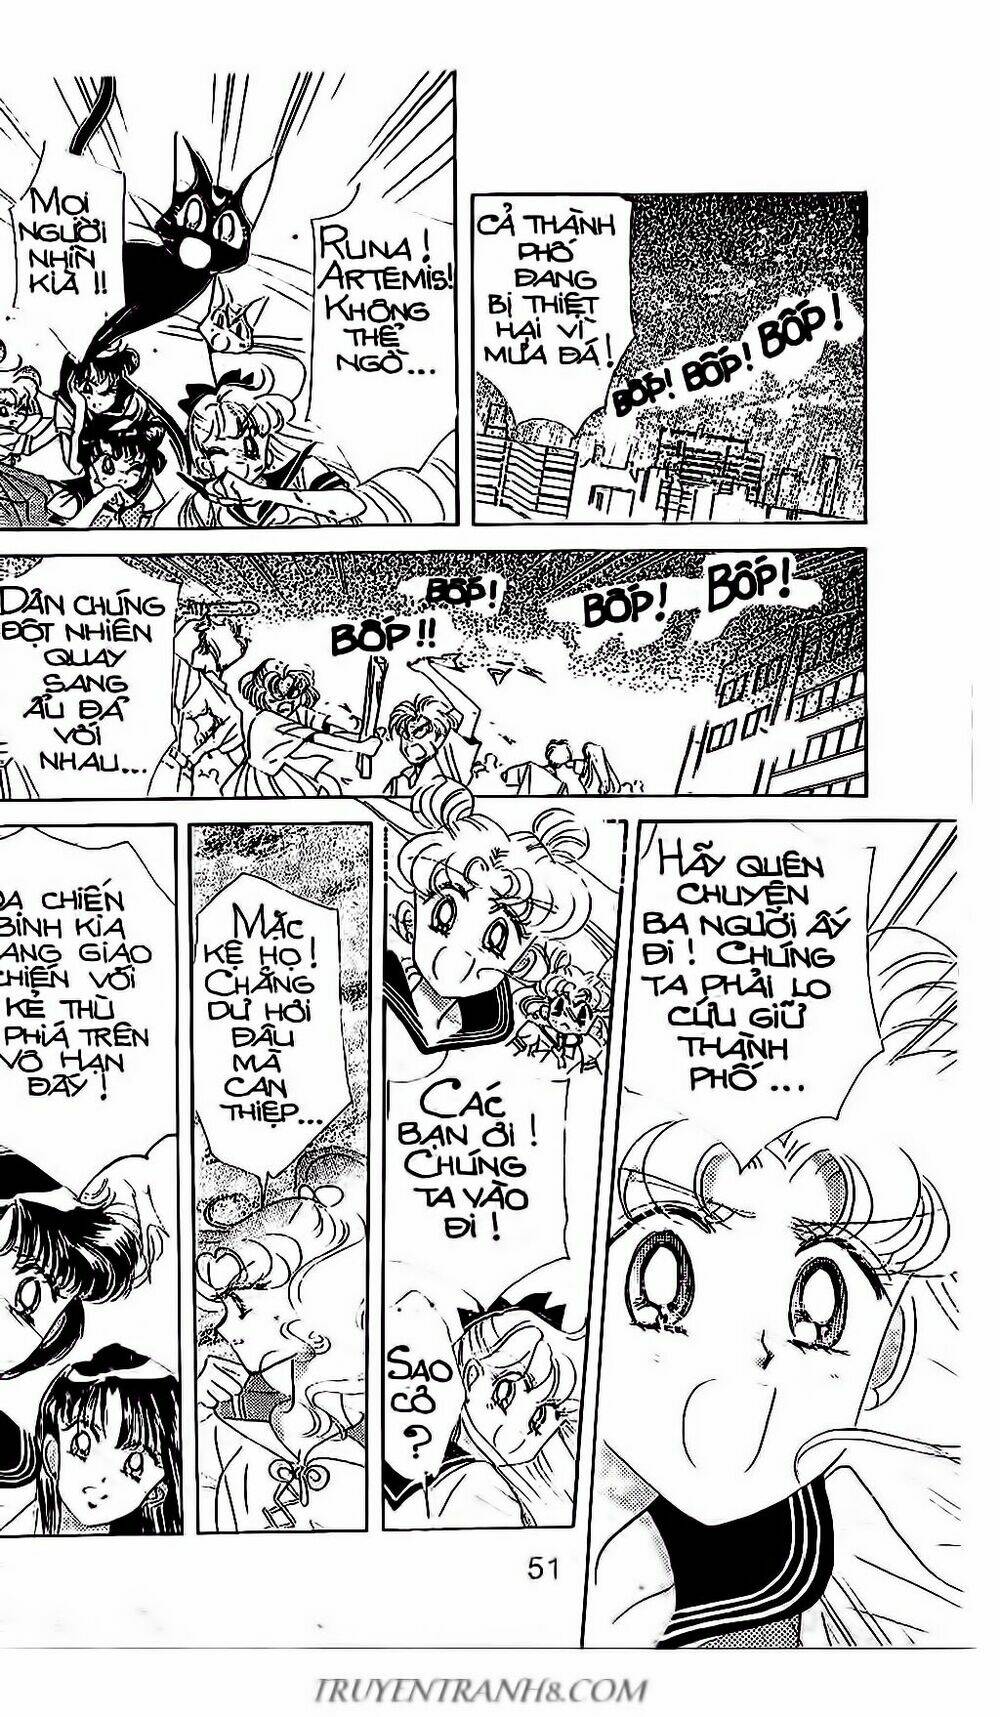 Mọi
người
nhìn
kìa !!
Runa !
Artemis!
Không
thể
ngờ...
Cả thành
phố
đang
bị thiệt
hại vì
mưa đá !
Bốp! Bốp! Bốp!
Dân chúng
đột nhiên
quay
sang
ẩu đả
với
nhau...
Bốp!!
Bốp!
Bốp!
Bốp!
chiến
binh kia
ang giao
chiến với
kẻ thù
phiá trên
vô hạn
đấy !
Mặc
kệ họ !
Chẳng
dư hơi
đâu
mà
can
thiệp...
Các
bạn ơi !
Chúng
ta vào
đi !
Sao
cô
?
Hãy quên
chuyện
ba người ấy
đi ! Chúng
ta phải lo
cứu giữ
thành
phố ...
51
TRUYENTRANH8.COM